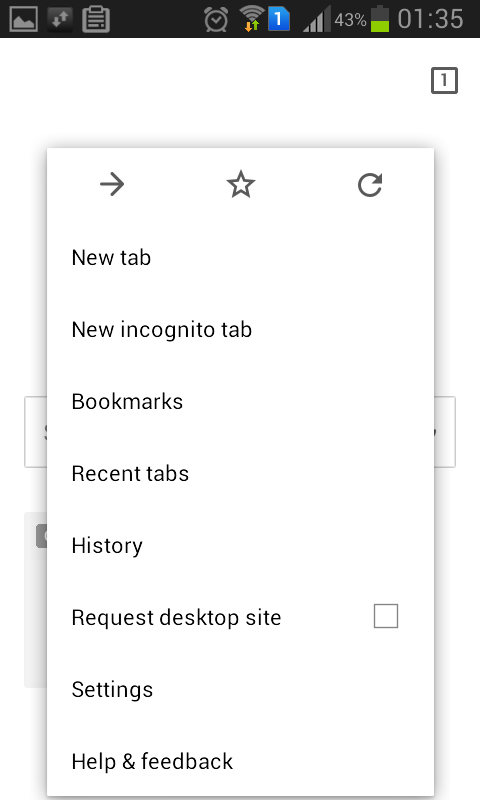 1
43%
01:35
1
New tab
New incognito tab
Bookmarks
Recent tabs
History
Request desktop site
Settings
Help & feedback